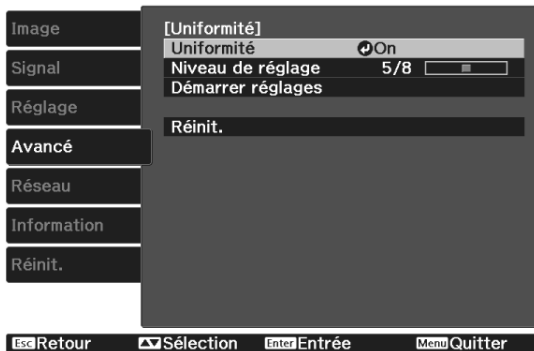 Image
Signal
Réglage
Avancé
Réseau
Information
Réinit.
[Uniformité]
Uniformité On
Niveau de réglage 5/8
Démarrer réglages
Réinit.
Esc Retour Sélection Enter Entrée Menu Quitter